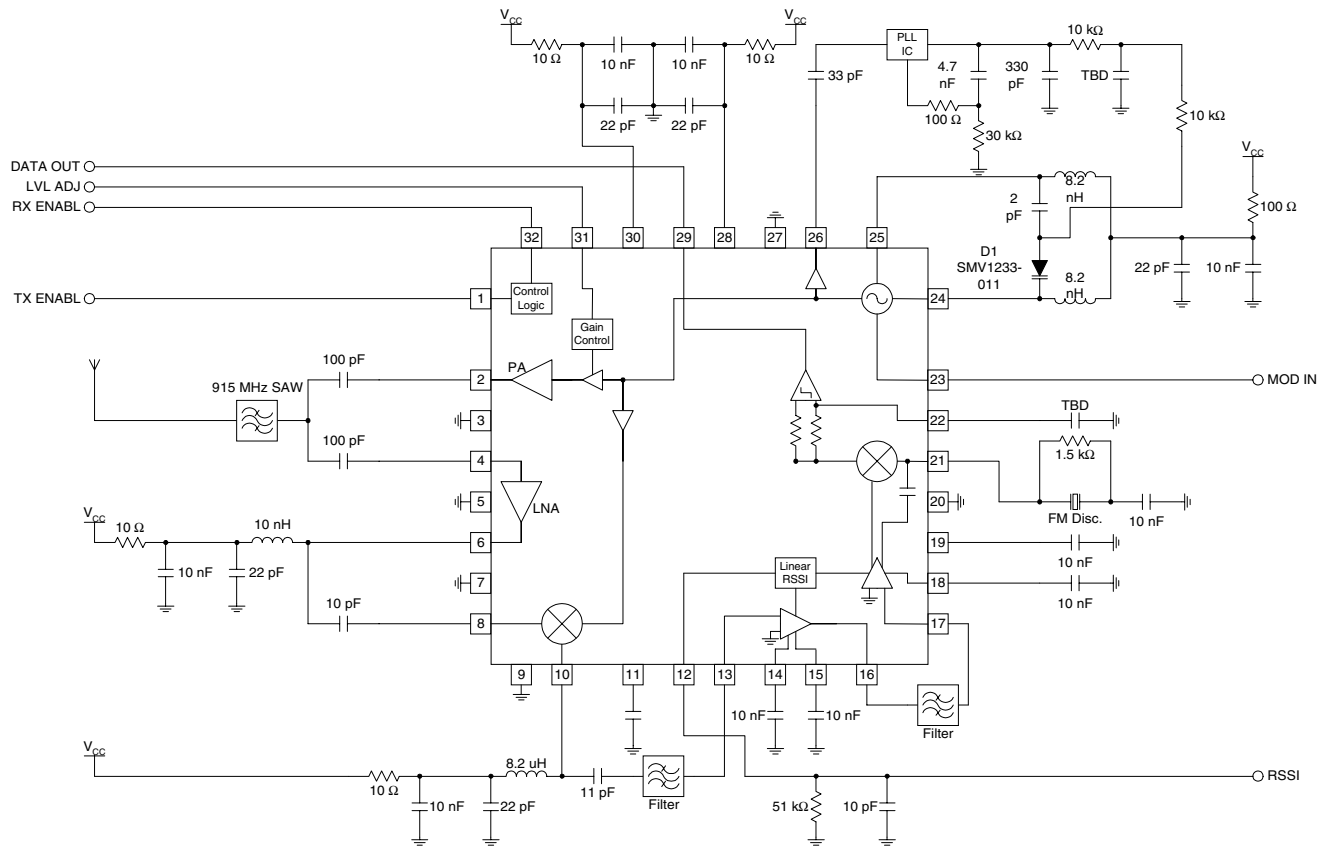 V_CC
10 Ω
10 nF
10 nF
10 Ω
V_CC
22 pF
22 pF
33 pF
PLL
IC
4.7
nF
330
pF
10 kΩ
TBD
100 Ω
30 kΩ
10 kΩ
V_CC
100 Ω
DATA OUT
LVL ADJ
RX ENABL
TX ENABL
8.2
nH
2
pF
D1
SMV1233-
011
8.2
nH
22 pF
10 nF
32
31
30
29
28
27
26
25
1
Control
Logic
Gain
Control
24
PA
2
100 pF
915 MHz SAW
3
100 pF
4
LNA
5
23
MOD IN
22
TBD
1.5 kΩ
21
FM Disc.
10 nF
20
V_CC
10 Ω
10 nH
6
10 nF
22 pF
7
10 pF
8
19
10 nF
Linear
RSSI
18
10 nF
17
9
10
11
12
13
14
15
16
10 nF
10 nF
Filter
V_CC
10 Ω
8.2 uH
10 nF
22 pF
11 pF
Filter
51 kΩ
10 pF
RSSI